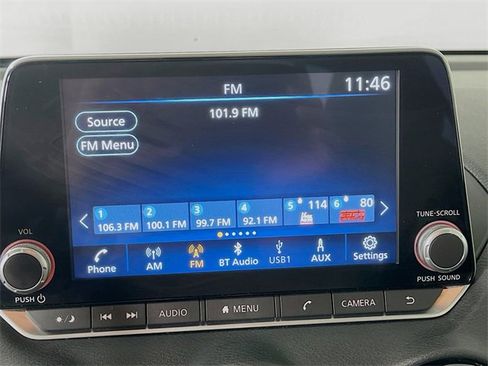 FM
11:46
Source
101.9 FM
FM Menu
1
106.3 FM
2
100.1 FM
3
99.7 FM
4
92.1 FM
5 114
6 80
VOL
TUNE·SCROLL
Phone
AM
FM
BT Audio
USB1
AUX
Settings
PUSH
PUSH SOUND
AUDIO
MENU
CAMERA